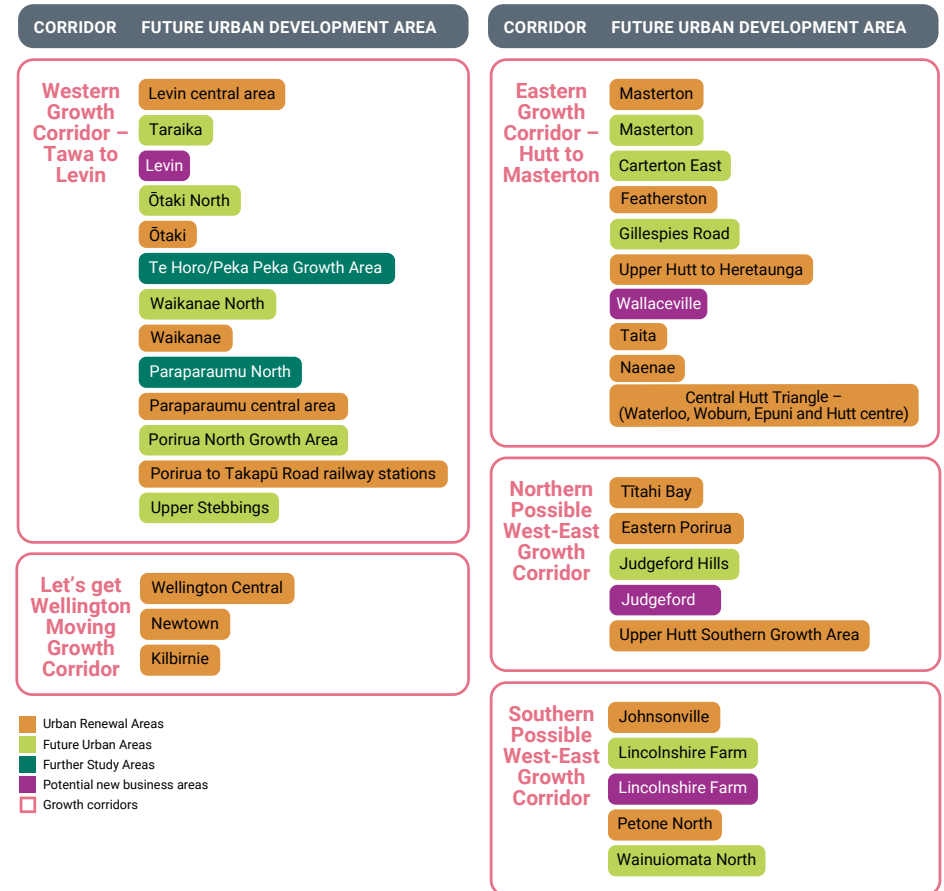 CORRIDOR FUTURE URBAN DEVELOPMENT AREA
Western
Growth
Corridor –
Tawa to
Levin
Levin central area
Taraika
Levin
Ōtaki North
Ōtaki
Te Horo/Peka Peka Growth Area
Waikanae North
Waikanae
Paraparaumu North
Paraparaumu central area
Porirua North Growth Area
Porirua to Takapū Road railway stations
Upper Stebbings
Let's get
Wellington
Moving
Growth
Corridor
Wellington Central
Newtown
Kilbirnie
Urban Renewal Areas
Future Urban Areas
Further Study Areas
Potential new business areas
Growth corridors
CORRIDOR FUTURE URBAN DEVELOPMENT AREA
Eastern
Growth
Corridor –
Hutt to
Masterton
Masterton
Masterton
Carterton East
Featherston
Gillespies Road
Upper Hutt to Heretaunga
Wallaceville
Taita
Naenae
Central Hutt Triangle –
(Waterloo, Woburn, Epuni and Hutt centre)
Northern
Possible
West-East
Growth
Corridor
Tītahi Bay
Eastern Porirua
Judgeford Hills
Judgeford
Upper Hutt Southern Growth Area
Southern
Possible
West-East
Growth
Corridor
Johnsonville
Lincolnshire Farm
Lincolnshire Farm
Petone North
Wainuiomata North